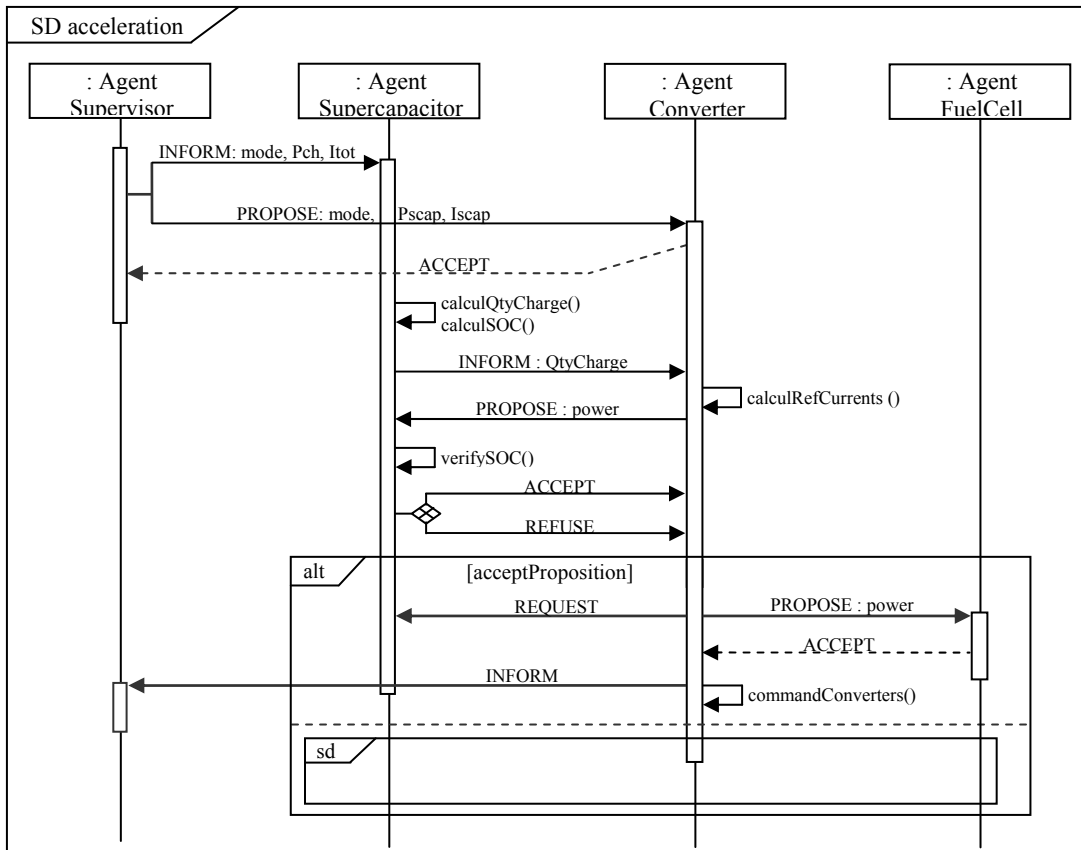 SD acceleration
: Agent
Supervisor
: Agent
Supercapacitor
: Agent
Converter
: Agent
FuelCell
INFORM: mode, Pch, Itot
PROPOSE: mode, Pscap, Iscap
ACCEPT
calculQtyCharge()
calculSOC()
INFORM : QtyCharge
calculRefCurrents ()
PROPOSE : power
verifySOC()
ACCEPT
REFUSE
alt
[acceptProposition]
REQUEST
PROPOSE : power
ACCEPT
INFORM
commandConverters()
sd